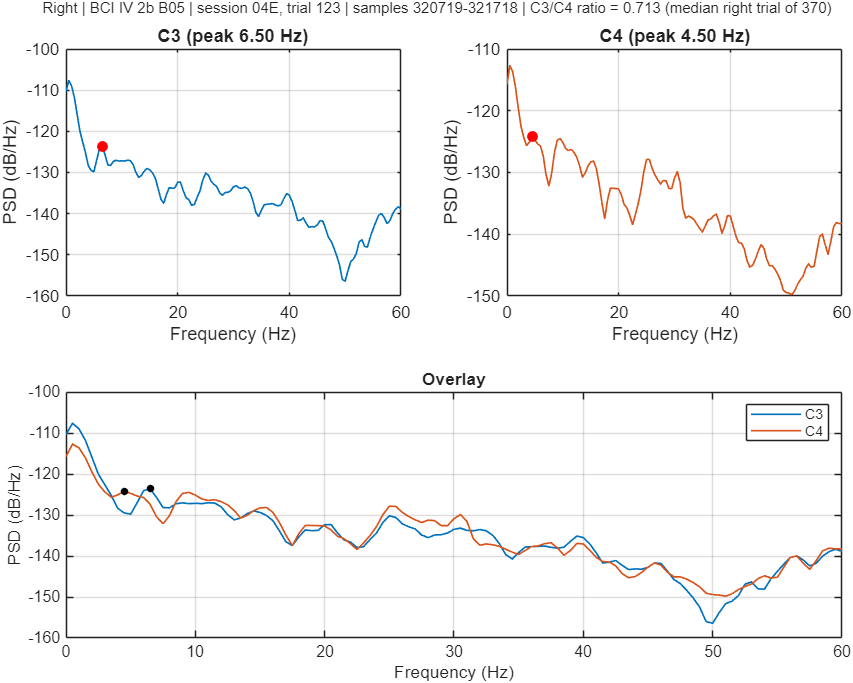 Right | BCI IV 2b B05 | session 04E, trial 123 | samples 320719-321718 | C3/C4 ratio = 0.713 (median right trial of 370)
C3 (peak 6.50 Hz)
-100
-110
-120
-130
-140
-150
-160
0
20
40
60
PSD (dB/Hz)
Frequency (Hz)
C4 (peak 4.50 Hz)
-110
-120
-130
-140
-150
0
20
40
60
PSD (dB/Hz)
Frequency (Hz)
Overlay
-100
-110
-120
-130
-140
-150
-160
0
10
20
30
40
50
60
PSD (dB/Hz)
Frequency (Hz)
C3
C4